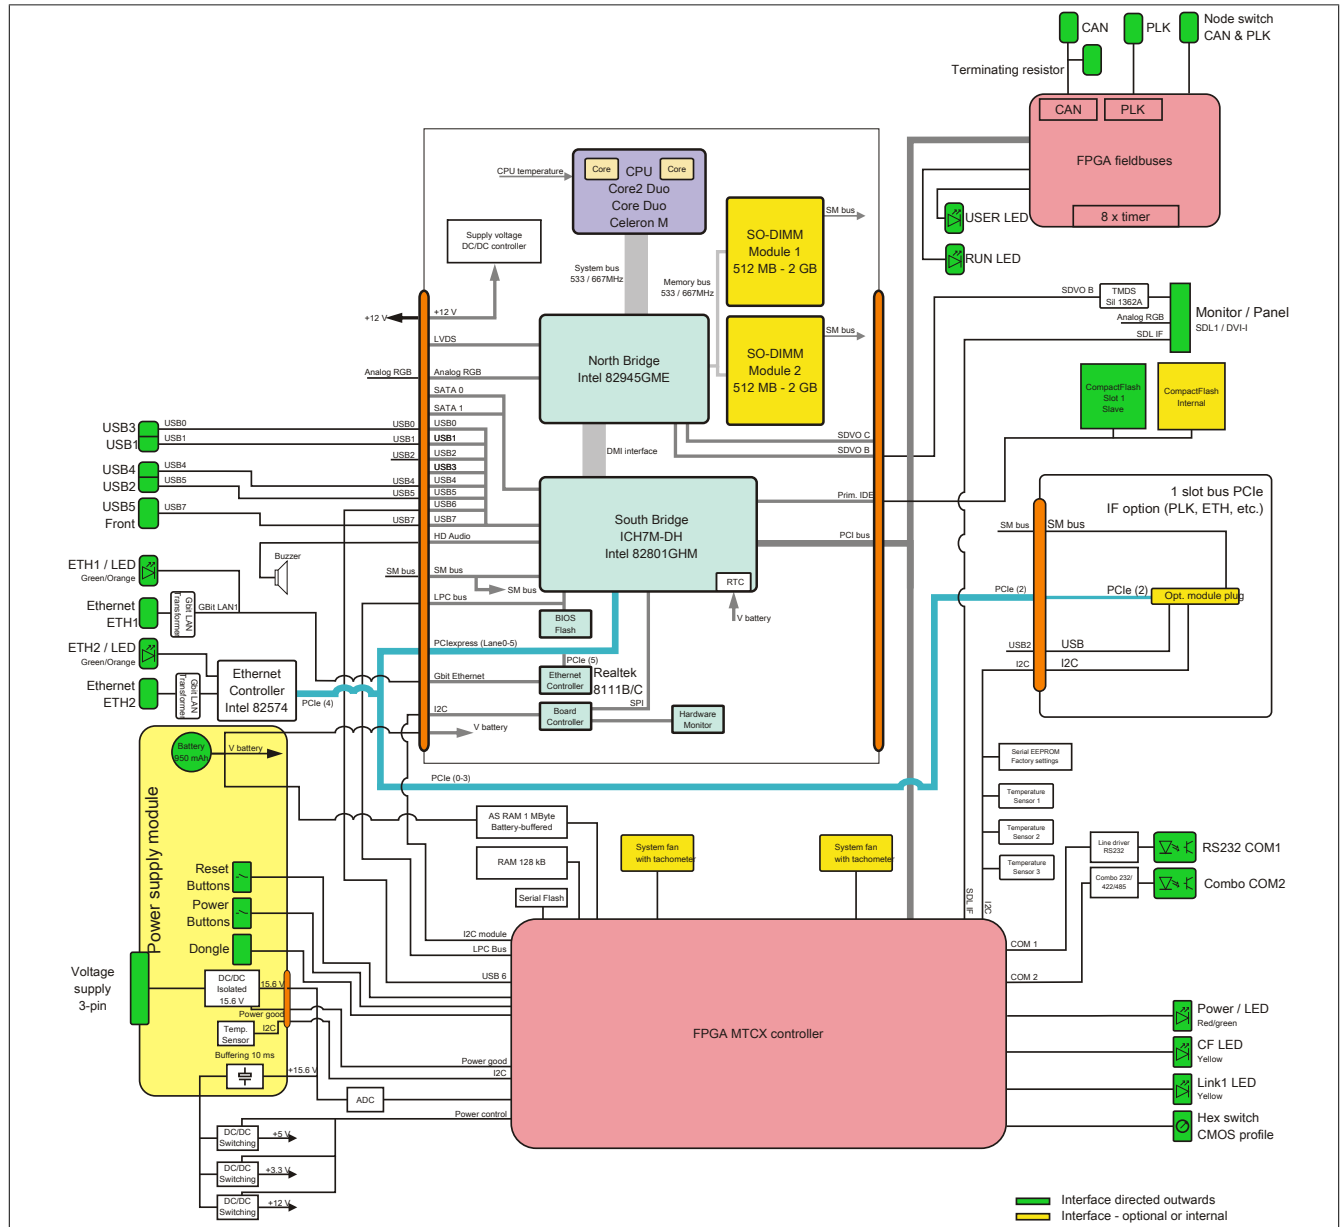 CAN
PLK
Node switch
CAN & PLK
Terminating resistor
CAN
PLK
FPGA fieldbuses
8 x timer
USER LED
RUN LED
CPU temperature
Core
CPU
Core
Core2 Duo
Core Duo
Celeron M
Supply voltage
DC/DC controller
System bus
533 / 667MHz
Memory bus
533 / 667MHz
SO-DIMM
Module 1
512 MB - 2 GB
SM bus
SO-DIMM
Module 2
512 MB - 2 GB
SM bus
SDVO B
TMDS
Sil 1362A
Analog RGB
SDL IF
Monitor / Panel
SDL1 / DVI-I
+12 V
+12 V
LVDS
Analog RGB
Analog RGB
North Bridge
Intel 82945GME
SATA 0
SATA 1
CompactFlash
Slot 1
Slave
CompactFlash
Internal
USB3
USB1
USB0
USB1
USB0
USB1
USB2
USB0
USB1
USB2
USB3
USB4
USB5
USB6
USB7
USB4
USB2
USB4
USB5
USB4
USB5
USB5
Front
USB7
USB7
DMI interface
SDVO C
SDVO B
Prim. IDE
PCI bus
South Bridge
ICH7M-DH
Intel 82801GHM
RTC
V battery
HD Audio
Buzzer
SM bus
SM bus
SM bus
LPC bus
BIOS
Flash
1 slot bus PCIe
IF option (PLK, ETH, etc.)
SM bus
SM bus
PCIe (2)
PCIe (2)
Opt. module plug
USB2
USB
I2C
I2C
ETH1 / LED
Green/Orange
Ethernet
ETH1
Gbit LAN
Transformer
GBit LAN1
ETH2 / LED
Green/Orange
Ethernet
ETH2
Gbit LAN
Transformer
Ethernet
Controller
Intel 82574
PCIe (4)
PCIexpress (Lane0-5)
PCIe (5)
Gbit Ethernet
Ethernet
Controller
Realtek
8111B/C
SPI
I2C
Board
Controller
Hardware
Monitor
V battery
PCIe (0-3)
Power supply module
Battery
950 mAh
V battery
AS RAM 1 MByte
Battery-buffered
RAM 128 kB
Serial Flash
System fan
with tachometer
System fan
with tachometer
Serial EEPROM
Factory settings
Temperature
Sensor 1
Temperature
Sensor 2
Temperature
Sensor 3
SDL IF
I2C
Line driver
RS232
RS232 COM1
Combo 232/
422/485
Combo COM2
COM 1
COM 2
Reset
Buttons
Power
Buttons
Dongle
Voltage
supply
3-pin
DC/DC
Isolated
15.6 V
15.6 V
Power good
Temp.
Sensor
I2C
Buffering 10 ms
+15.6 V
I2C module
LPC Bus
USB 6
FPGA MTCX controller
Power good
I2C
ADC
Power control
DC/DC
Switching
+5 V
DC/DC
Switching
+3.3 V
DC/DC
Switching
+12 V
Power / LED
Red/green
CF LED
Yellow
Link1 LED
Yellow
Hex switch
CMOS profile
Interface directed outwards
Interface - optional or internal